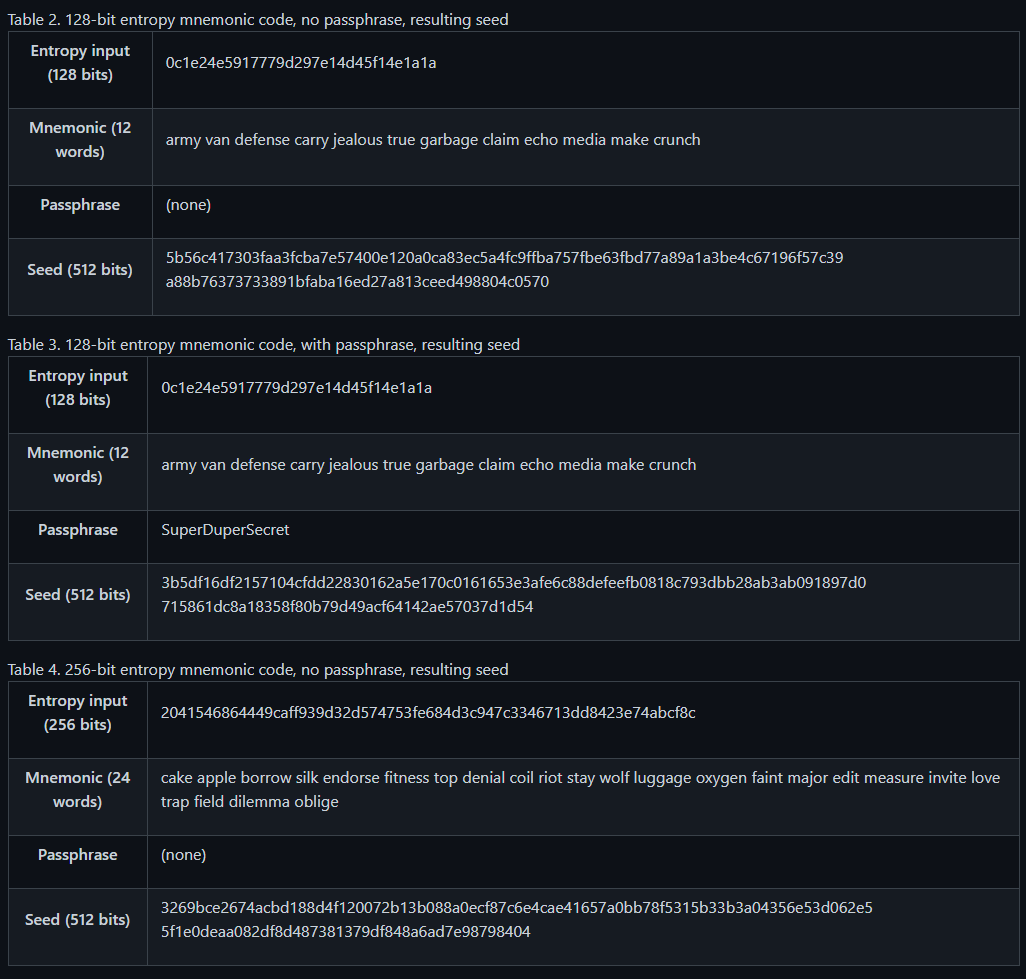 Table 2. 128-bit entropy mnemonic code, no passphrase, resulting seed
Entropy input
(128 bits)
0c1e24e5917779d297e14d45f14e1a1a
Mnemonic (12
words)
army van defense carry jealous true garbage claim echo media make crunch
Passphrase
(none)
Seed (512 bits)
5b56c417303faa3fcba7e57400e120a0ca83ec5a4fc9ffba757fbe63fbd77a89a1a3be4c67196f57c39
a88b76373733891bfaba16ed27a813ceed498804c0570
Table 3. 128-bit entropy mnemonic code, with passphrase, resulting seed
Entropy input
(128 bits)
0c1e24e5917779d297e14d45f14e1a1a
Mnemonic (12
words)
army van defense carry jealous true garbage claim echo media make crunch
Passphrase
SuperDuperSecret
Seed (512 bits)
3b5df16df2157104cfdd22830162a5e170c0161653e3afe6c88defeefb0818c793dbb28ab3ab091897d0
715861dc8a18358f80b79d49acf64142ae57037d1d54
Table 4. 256-bit entropy mnemonic code, no passphrase, resulting seed
Entropy input
(256 bits)
2041546864449caff939d32d574753fe684d3c947c3346713dd8423e74abcf8c
Mnemonic (24
words)
cake apple borrow silk endorse fitness top denial coil riot stay wolf luggage oxygen faint major edit measure invite love
trap field dilemma oblige
Passphrase
(none)
Seed (512 bits)
3269bce2674acbd188d4f120072b13b088a0ecf87c6e4cae41657a0bb78f5315b33b3a04356e53d062e5
5f1e0deaa082df8d487381379df848a6ad7e98798404